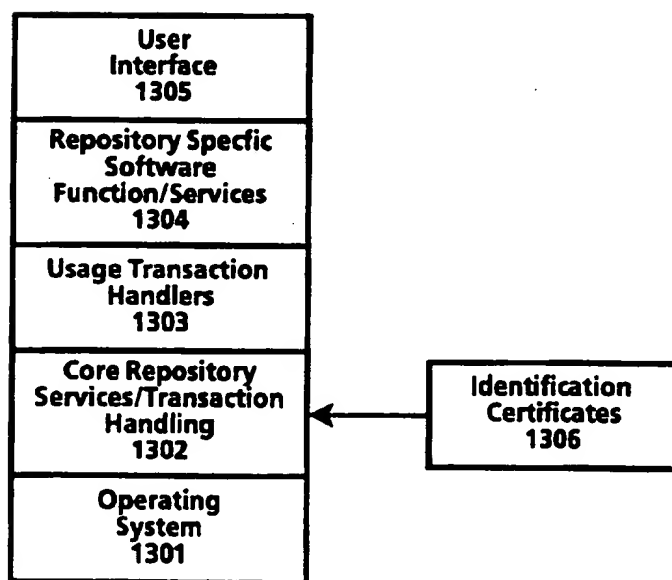 User
Interface
1305
Repository Specfic
Software
Function/Services
1304
Usage Transaction
Handlers
1303
Core Repository
Services/Transaction
Handling
1302
Identification
Certificates
1306
Operating
System
1301